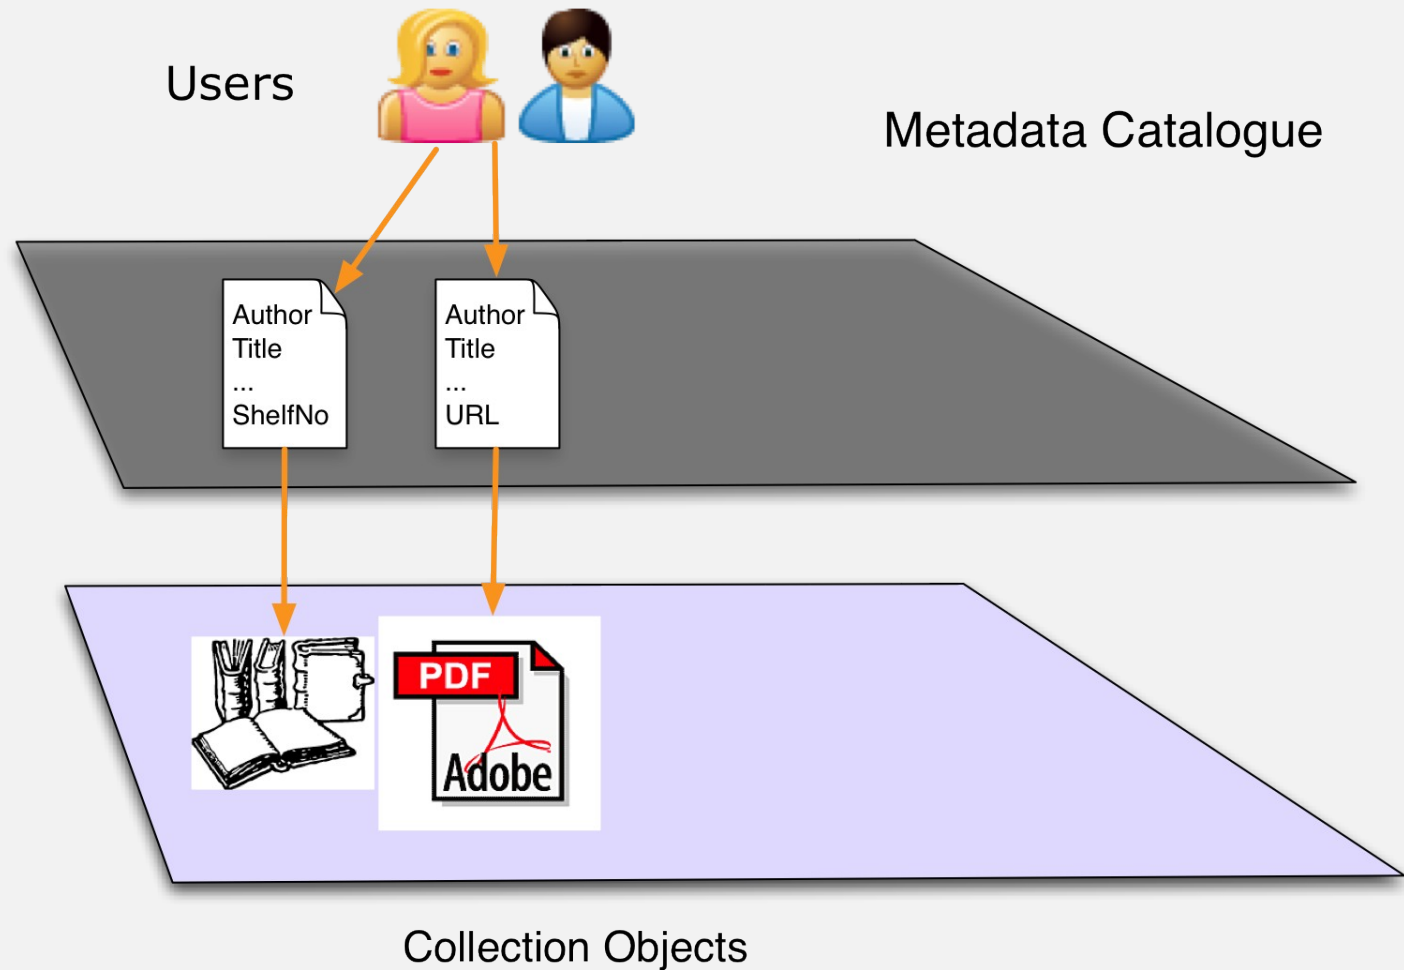 Users
Metadata Catalogue
Author
Title
...
ShelfNo
Author
Title
...
URL
PDF
Adobe
Collection Objects